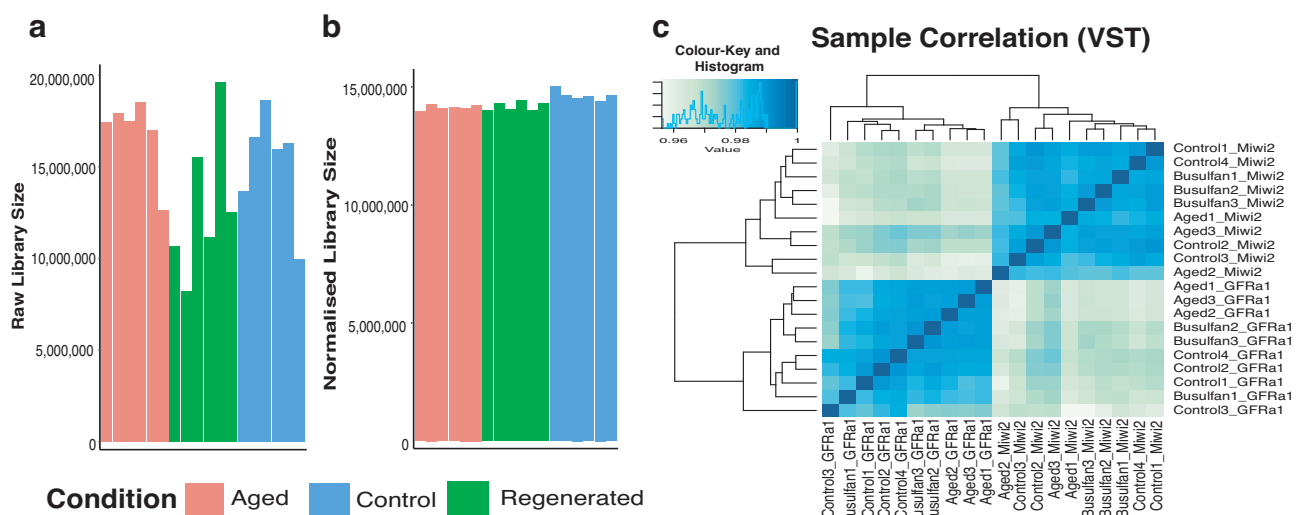 a
Raw Library Size
20,000,000
15,000,000
10,000,000
5,000,000
0
b
Normalised Library Size
15,000,000
14,000,000
5,000,000
0
Condition Aged Control Regenerated
c
Sample Correlation (VST)
Colour-Key and
Histogram
0.96 0.98 1
Value
Control1_Miwi2
Control4_Miwi2
Busulfan1_Miwi2
Busulfan2_Miwi2
Busulfan3_Miwi2
Aged1_Miwi2
Aged3_Miwi2
Control2_Miwi2
Control3_Miwi2
Aged2_Miwi2
Aged1_GFRa1
Aged3_GFRa1
Aged2_GFRa1
Busulfan2_GFRa1
Busulfan3_GFRa1
Control4_GFRa1
Control2_GFRa1
Control1_GFRa1
Busulfan1_GFRa1
Control3_GFRa1
Control3_GFRa1
usulfan1_GFRa1
Control1_GFRa1
Control2_GFRa1
Control4_GFRa1
usulfan3_GFRa1
usulfan2_GFRa1
Aged2_GFRa1
Aged3_GFRa1
Aged1_GFRa1
Aged2_Miwi2
Control3_Miwi2
Control2_Miwi2
Aged3_Miwi2
Aged1_Miwi2
Busulfan3_Miwi2
Busulfan2_Miwi2
Busulfan1_Miwi2
Control4_Miwi2
Control1_Miwi2